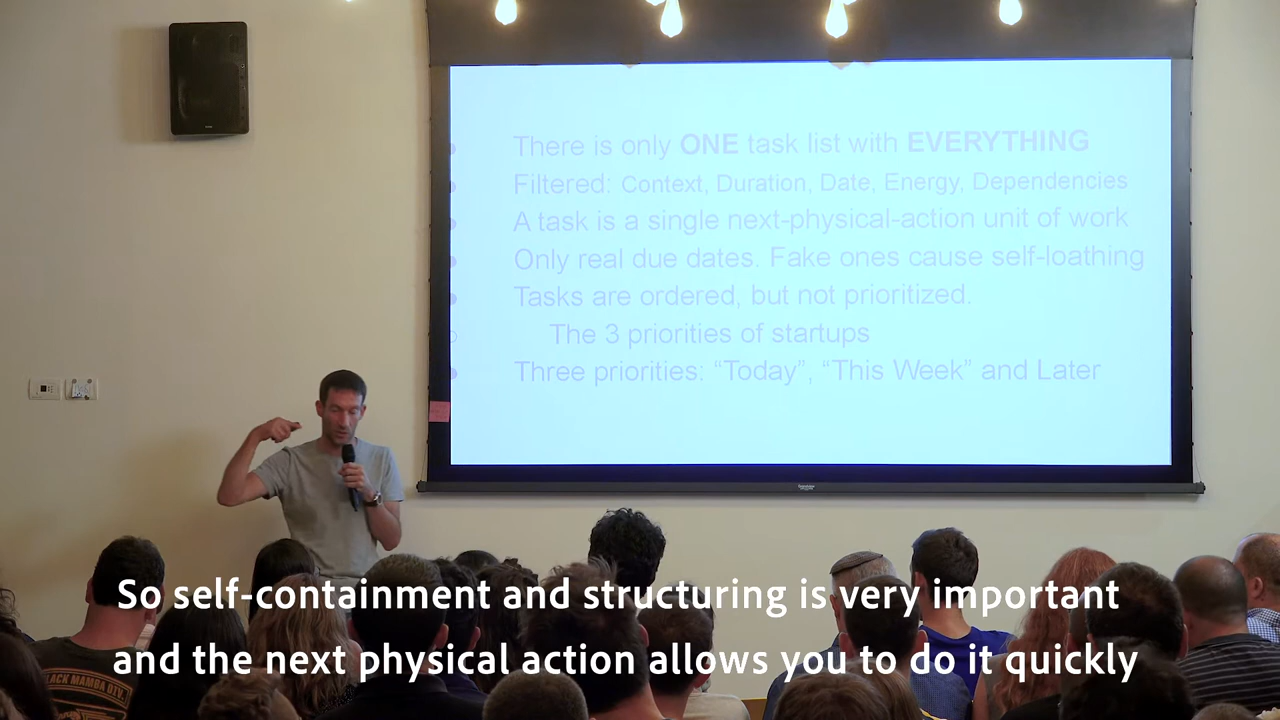 There is only ONE task list with EVERYTHING
Filtered: Context, Duration, Date, Energy, Dependencies
A task is a single next-physical-action unit of work
Only real due dates. Fake ones cause self-loathing
Tasks are ordered, but not prioritized.
The 3 priorities of startups
Three priorities: “Today”, “This Week” and Later
So self-containment and structuring is very important
and the next physical action allows you to do it quickly
LACK MAMBA DIV.